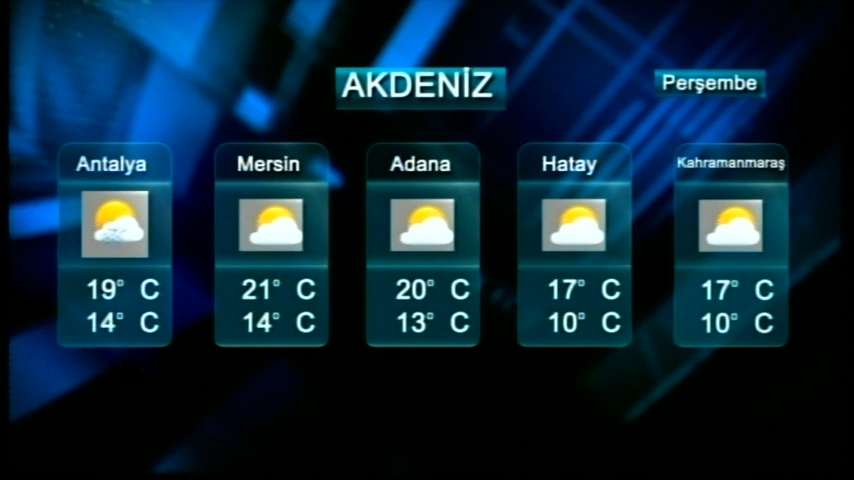 AKDENİZ
Perşembe
Antalya
19° C
14° C
Mersin
21° C
14° C
Adana
20° C
13° C
Hatay
17° C
10° C
Kahramanmaraş
17° C
10° C